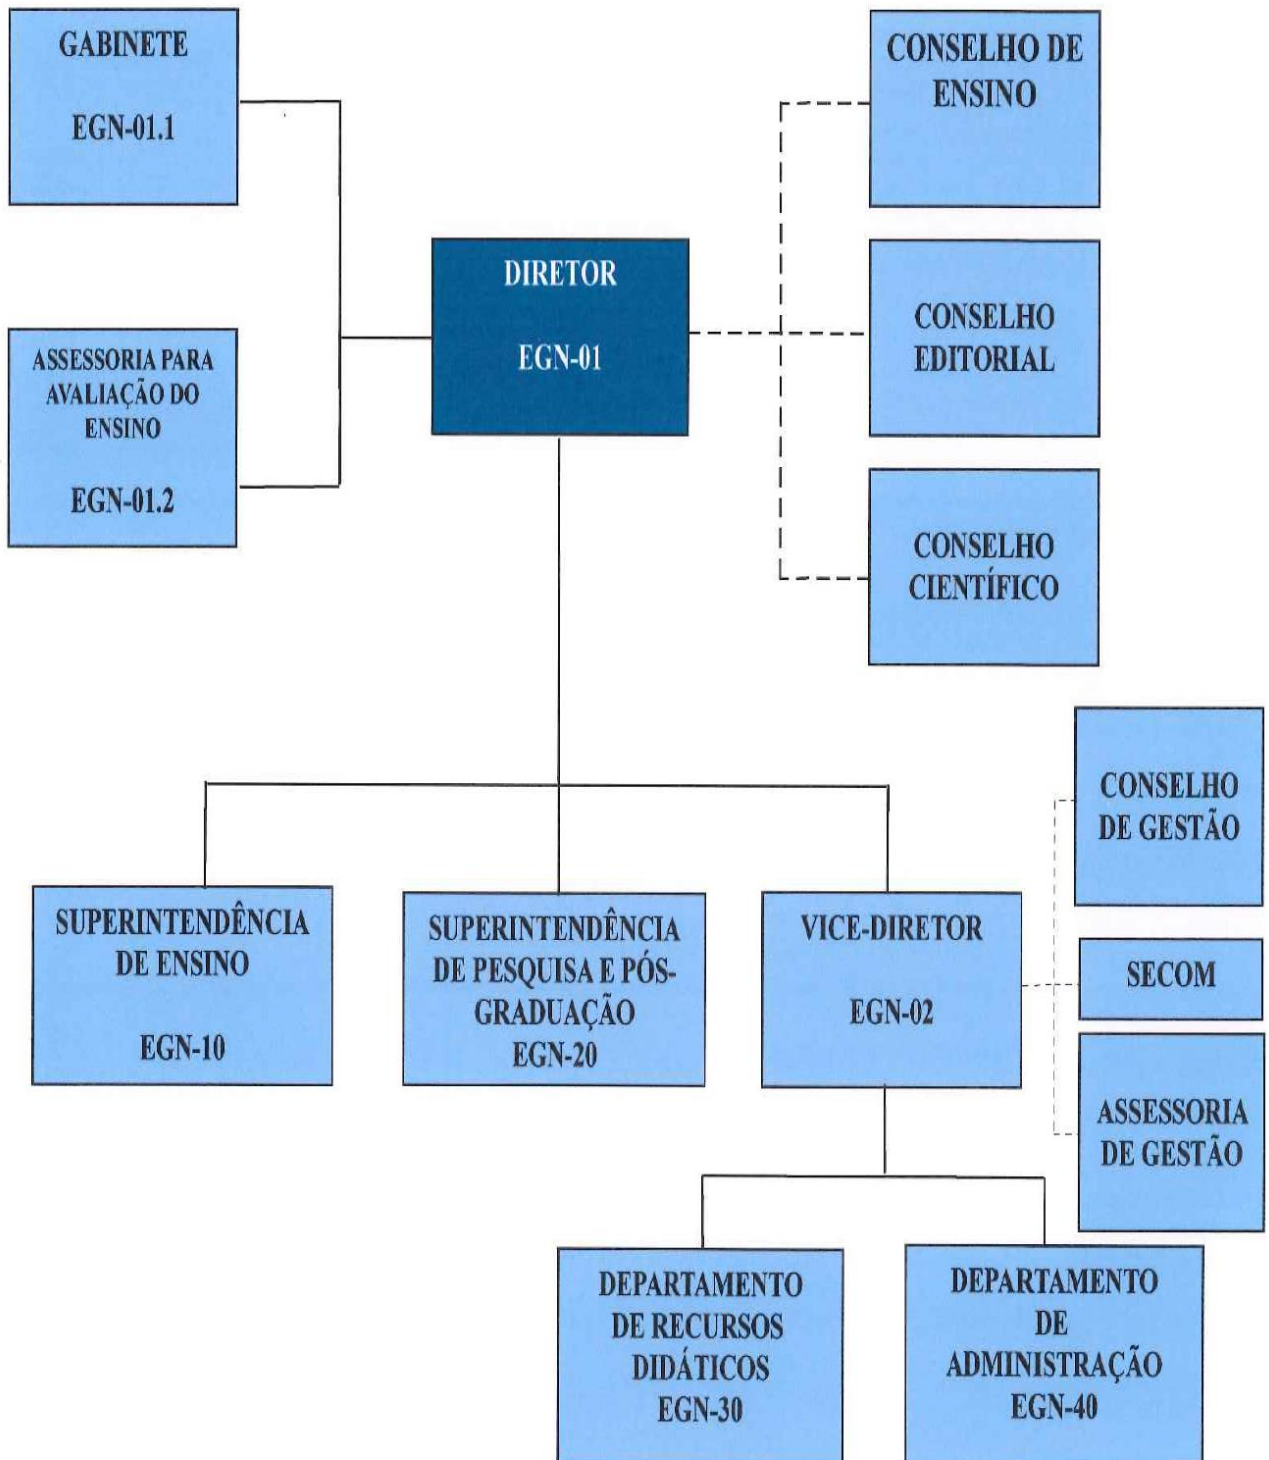 GABINETE
EGN-01.1
CONSELHO DE
ENSINO
DIRETOR
EGN-01
CONSELHO
EDITORIAL
ASSESSORIA PARA
AVALIAÇÃO DO
ENSINO
EGN-01.2
CONSELHO
CIENTÍFICO
CONSELHO
DE GESTÃO
SUPERINTENDÊNCIA
DE ENSINO
EGN-10
SUPERINTENDÊNCIA
DE PESQUISA E PÓS-
GRADUAÇÃO
EGN-20
VICE-DIRETOR
EGN-02
SECOM
ASSESSORIA
DE GESTÃO
DEPARTAMENTO
DE RECURSOS
DIDÁTICOS
EGN-30
DEPARTAMENTO
DE
ADMINISTRAÇÃO
EGN-40